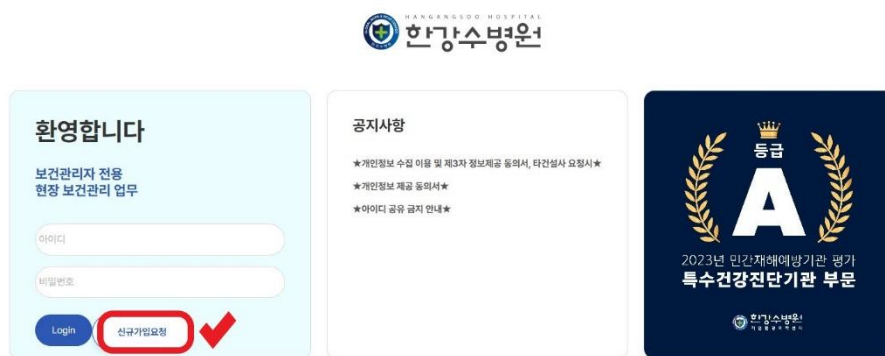 HANGANGSOO HOSPITAL
한강수병원
환영합니다
보건관리자 전용
현장 보건관리 업무
아이디
비밀번호
Login
신규가입요청
공지사항
★개인정보 수집 이용 및 제3자 정보제공 동의서, 타건설사 요청시★
★개인정보 제공 동의서★
★아이디 공유 금지 안내★
등급
A
2023년 민간재해예방기관 평가
특수건강진단기관 부문
한강수병원